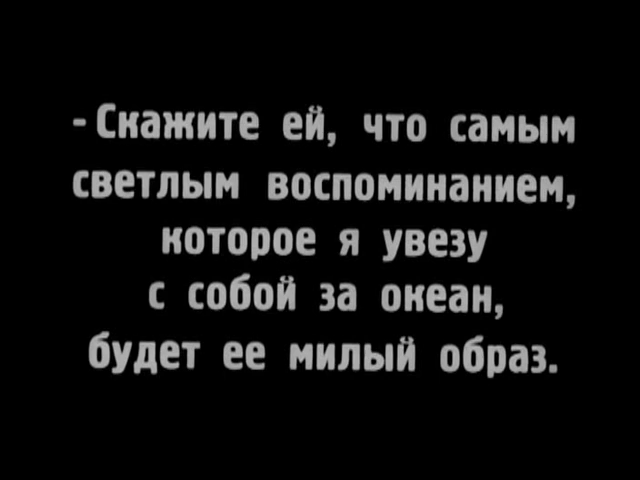 - Скажите ей, что самым
светлым воспоминанием,
которое я увезу
с собой за океан,
будет ее милый образ.